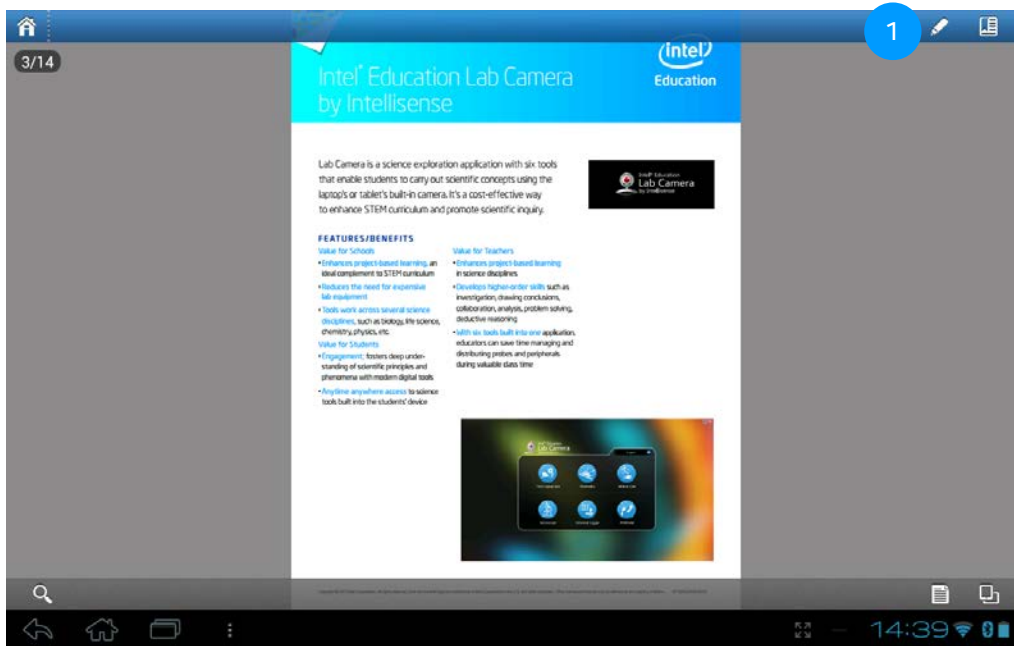 1
3/14
Intel® Education Lab Camera
by Intellisense
intel
Education
Lab Camera is a science exploration application with six tools
that enable students to carry out scientific concepts using the
laptop's or tablet's built-in camera. It's a cost-effective way
to enhance STEM curriculum and promote scientific inquiry.
Intel® Education
Lab Camera
by Intellisense
FEATURES/BENEFITS
Value for Schools
• Enhances project-based learning, an
ideal complement to STEM curriculum
• Reduces the need for expensive
lab equipment
• Tools work across several science
disciplines, such as biology, life science,
chemistry, physics, etc.
Value for Students
• Engagement; fosters deep under-
standing of scientific principles and
phenomena with modern digital tools
• Anytime anywhere access to science
tools built into the students' device
Value for Teachers
• Enhances project-based learning
in science disciplines
• Develops higher-order skills such as
investigation, drawing conclusions,
collaboration, analysis, problem solving,
deductive reasoning
• With six tools built into one application,
educators can save time managing and
distributing probes and peripherals
during valuable class time
Lab Camera
14:39